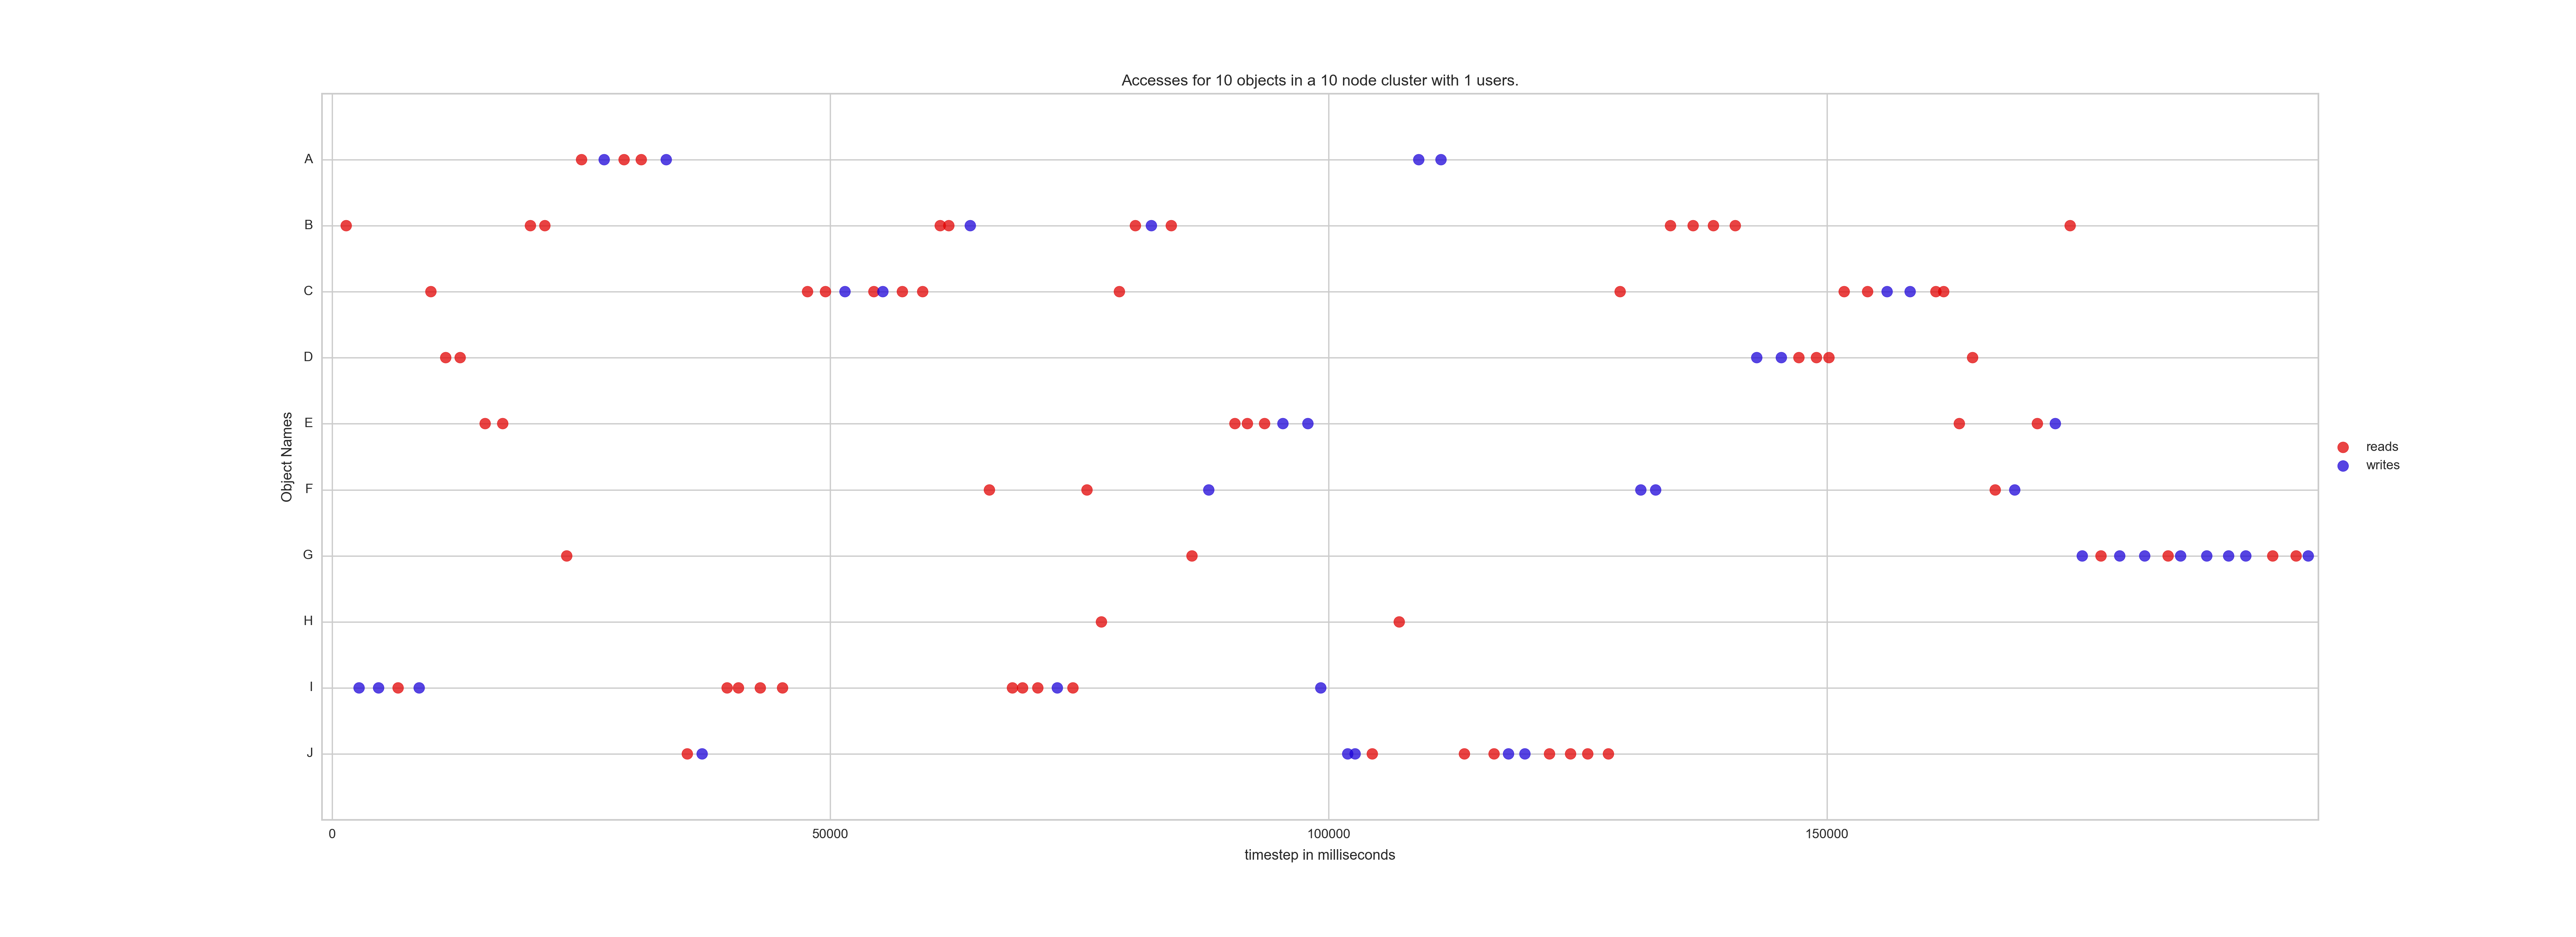 Accesses for 10 objects in a 10 node cluster with 1 users.
A
B
C
D
E
F
G
H
I
J
Object Names
reads
writes
0 50000 100000 150000
timestep in milliseconds